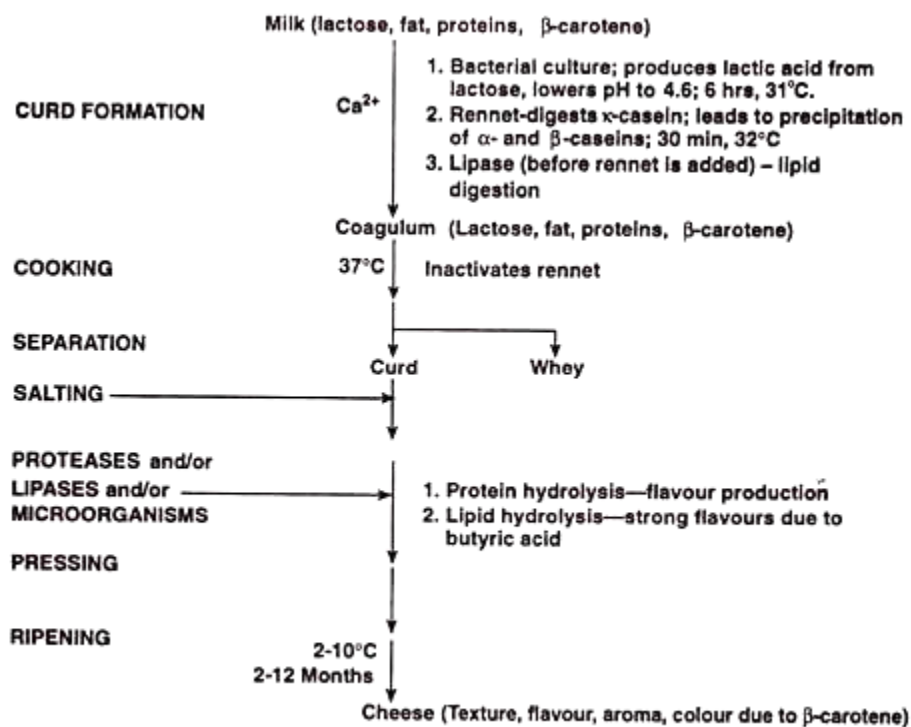 Milk (lactose, fat, proteins, β-carotene)
CURD FORMATION
Ca²⁺
1. Bacterial culture; produces lactic acid from
lactose, lowers pH to 4.6; 6 hrs, 31°C.
2. Rennet-digests κ-casein; leads to precipitation
of α- and β-caseins; 30 min, 32°C
3. Lipase (before rennet is added) – lipid
digestion
Coagulum (Lactose, fat, proteins, β-carotene)
COOKING
37°C
Inactivates rennet
SEPARATION
Curd
Whey
SALTING
PROTEASES and/or
LIPASES and/or
MICROORGANISMS
1. Protein hydrolysis—flavour production
2. Lipid hydrolysis—strong flavours due to
butyric acid
PRESSING
RIPENING
2-10°C
2-12 Months
Cheese (Texture, flavour, aroma, colour due to β-carotene)